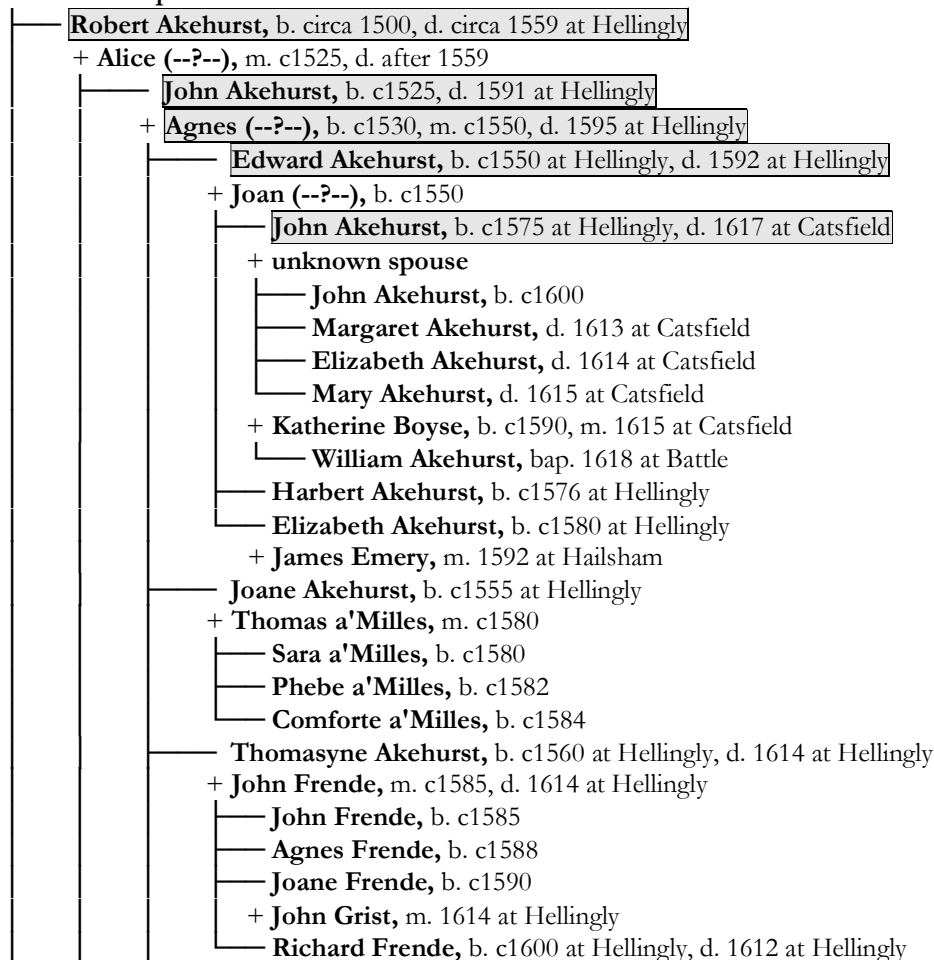 Robert Akehurst, b. circa 1500, d. circa 1559 at Hellingly
+ Alice (--?--), m. c1525, d. after 1559
John Akehurst, b. c1525, d. 1591 at Hellingly
+ Agnes (--?--), b. c1530, m. c1550, d. 1595 at Hellingly
Edward Akehurst, b. c1550 at Hellingly, d. 1592 at Hellingly
+ Joan (--?--), b. c1550
John Akehurst, b. c1575 at Hellingly, d. 1617 at Catsfield
+ unknown spouse
John Akehurst, b. c1600
Margaret Akehurst, d. 1613 at Catsfield
Elizabeth Akehurst, d. 1614 at Catsfield
Mary Akehurst, d. 1615 at Catsfield
+ Katherine Boyse, b. c1590, m. 1615 at Catsfield
William Akehurst, bap. 1618 at Battle
Harbert Akehurst, b. c1576 at Hellingly
Elizabeth Akehurst, b. c1580 at Hellingly
+ James Emery, m. 1592 at Hailsham
Joane Akehurst, b. c1555 at Hellingly
+ Thomas a'Milles, m. c1580
Sara a'Milles, b. c1580
Phebe a'Milles, b. c1582
Comforte a'Milles, b. c1584
Thomasyne Akehurst, b. c1560 at Hellingly, d. 1614 at Hellingly
+ John Frende, m. c1585, d. 1614 at Hellingly
John Frende, b. c1585
Agnes Frende, b. c1588
Joane Frende, b. c1590
+ John Grist, m. 1614 at Hellingly
Richard Frende, b. c1600 at Hellingly, d. 1612 at Hellingly